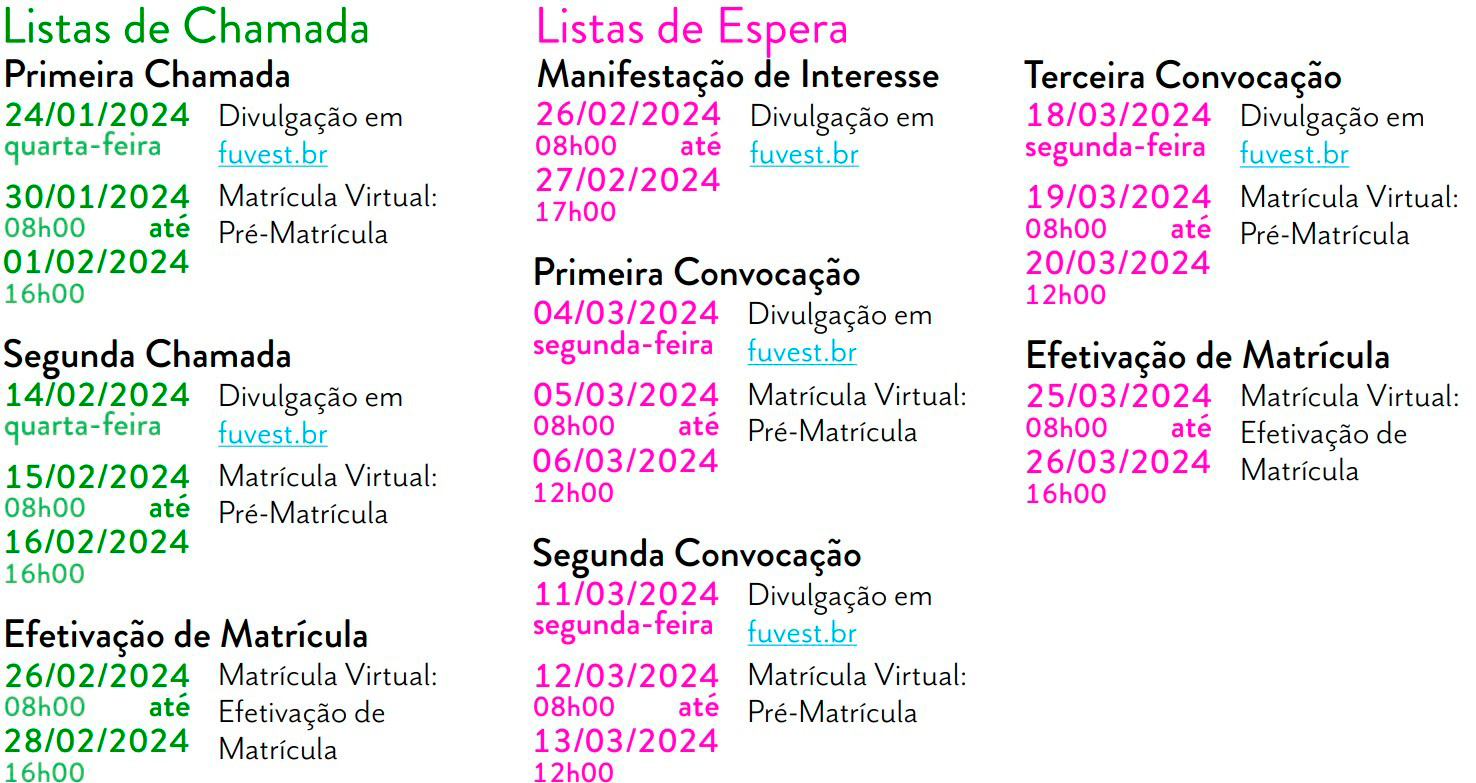 Listas de Chamada
Primeira Chamada
24/01/2024
quarta-feira
Divulgação em
fuvest.br
30/01/2024
08h00 até
01/02/2024
16h00
Matrícula Virtual:
Pré-Matrícula
Segunda Chamada
14/02/2024
quarta-feira
Divulgação em
fuvest.br
15/02/2024
08h00 até
16/02/2024
16h00
Matrícula Virtual:
Pré-Matrícula
Efetivação de Matrícula
26/02/2024
08h00 até
28/02/2024
16h00
Matrícula Virtual:
Efetivação de
Matrícula
Listas de Espera
Manifestação de Interesse
26/02/2024
08h00 até
27/02/2024
17h00
Divulgação em
fuvest.br
Primeira Convocação
04/03/2024
segunda-feira
Divulgação em
fuvest.br
05/03/2024
08h00 até
06/03/2024
12h00
Matrícula Virtual:
Pré-Matrícula
Segunda Convocação
11/03/2024
segunda-feira
Divulgação em
fuvest.br
12/03/2024
08h00 até
13/03/2024
12h00
Matrícula Virtual:
Pré-Matrícula
Terceira Convocação
18/03/2024
segunda-feira
Divulgação em
fuvest.br
19/03/2024
08h00 até
20/03/2024
12h00
Matrícula Virtual:
Pré-Matrícula
Efetivação de Matrícula
25/03/2024
08h00 até
26/03/2024
16h00
Matrícula Virtual:
Efetivação de
Matrícula